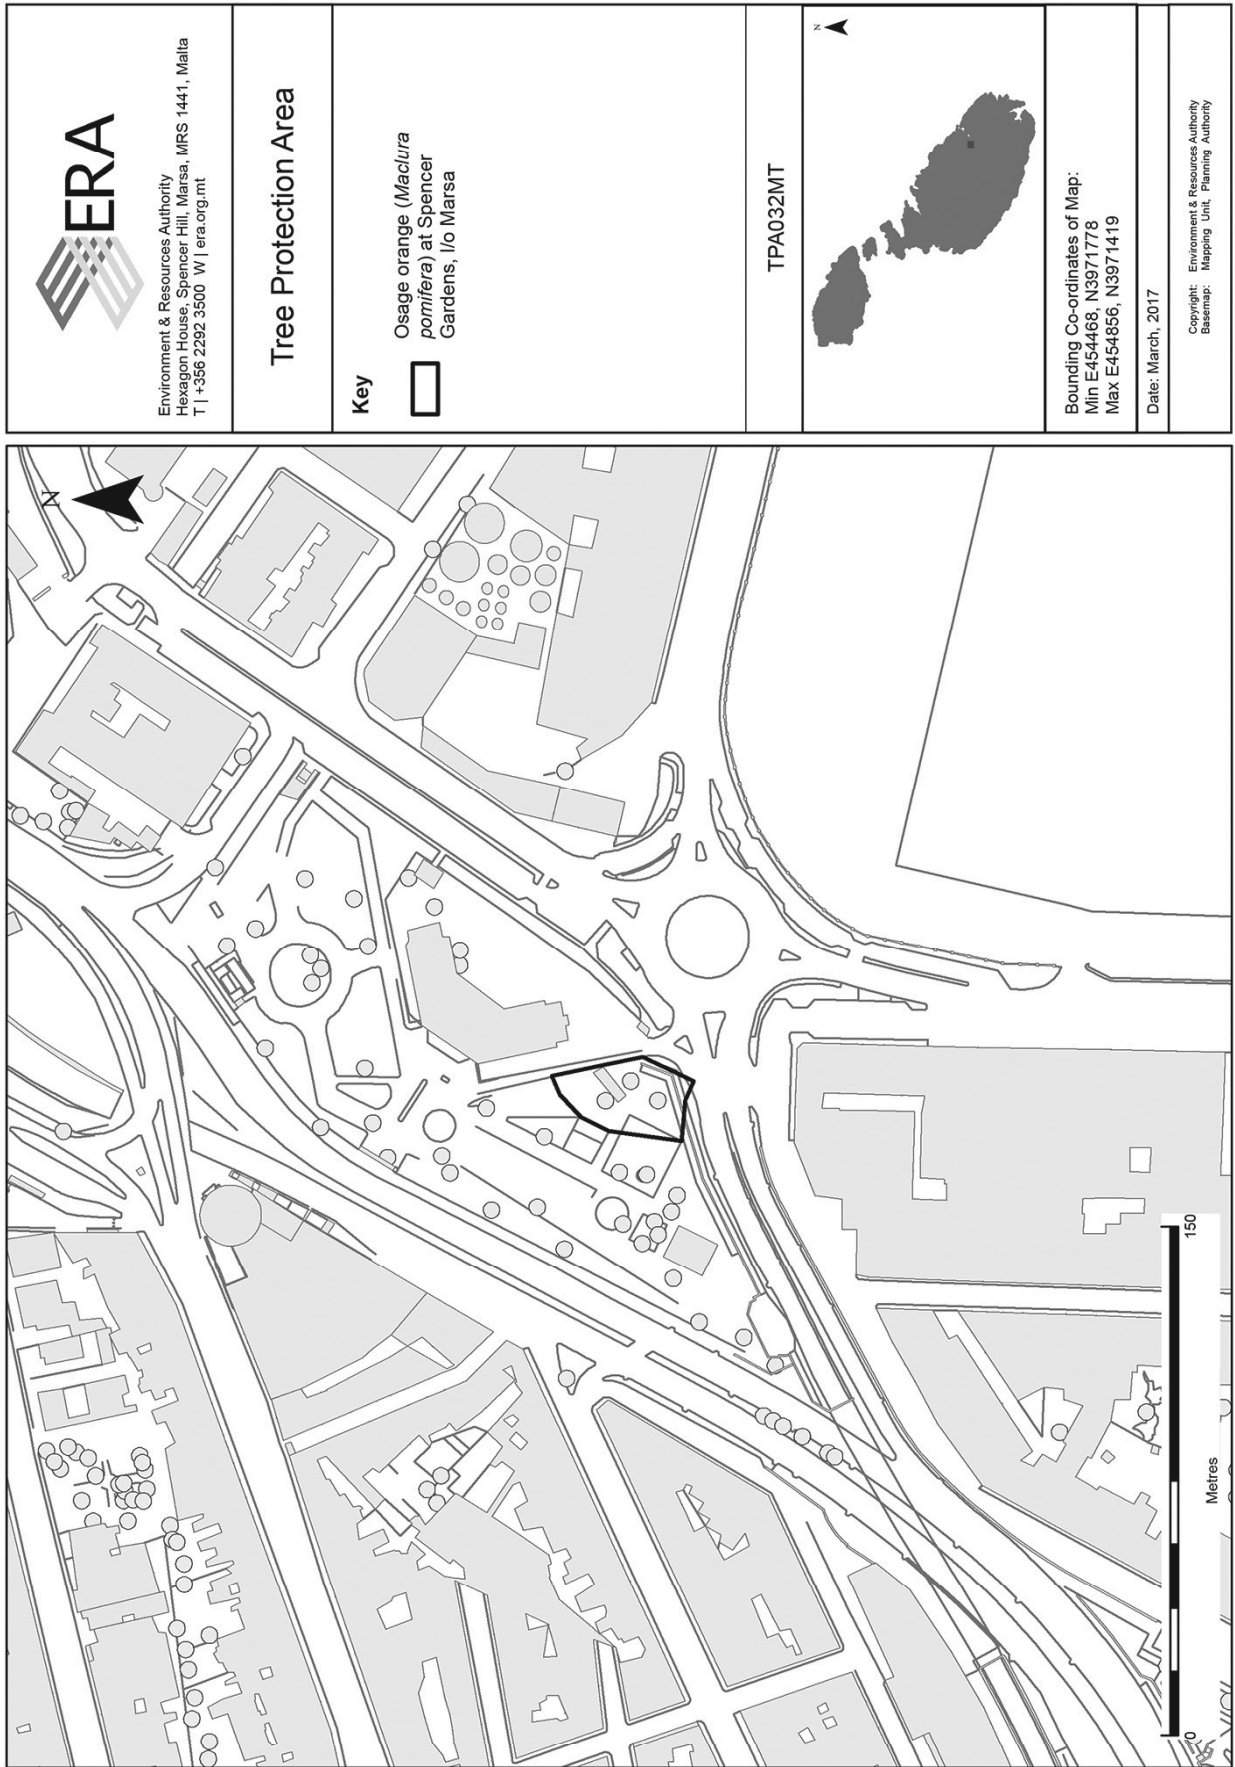 ERA
Environment & Resources Authority
Hexagon House, Spencer Hill, Marsa, MRS 1441, Malta
T | +356 2292 3500 W | era.org.mt
Tree Protection Area
Key
Osage orange (Maclura
pomifera) at Spencer
Gardens, l/o Marsa
TPA032MT
N
Bounding Co-ordinates of Map:
Min E454468, N3971778
Max E454856, N3971419
Date: March, 2017
Copyright: Environment & Resources Authority
Basemap: Mapping Unit, Planning Authority
N
0
150
Metres